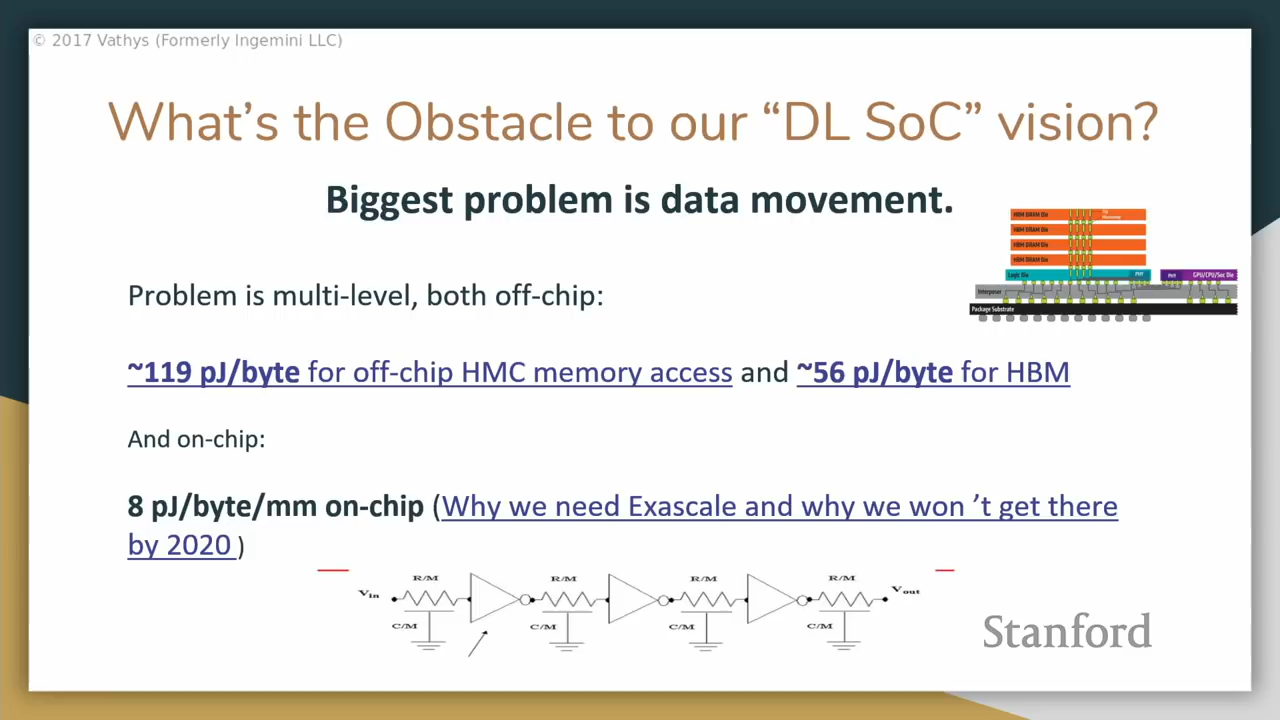 © 2017 Vathys (Formerly Ingemini LLC)
What's the Obstacle to our “DL SoC” vision?
Biggest problem is data movement.
HBM DRAM Die
HBM DRAM Die
HBM DRAM Die
HBM DRAM Die
Logic Die
PHY
PHY
GPU/CPU/Soc Die
Interposer
Package Substrate
Problem is multi-level, both off-chip:
~119 pJ/byte for off-chip HMC memory access and ~56 pJ/byte for HBM
And on-chip:
8 pJ/byte/mm on-chip (Why we need Exascale and why we won ’t get there
by 2020 )
R/M R/M R/M R/M
Vin Vout
C/M C/M C/M C/M
Stanford